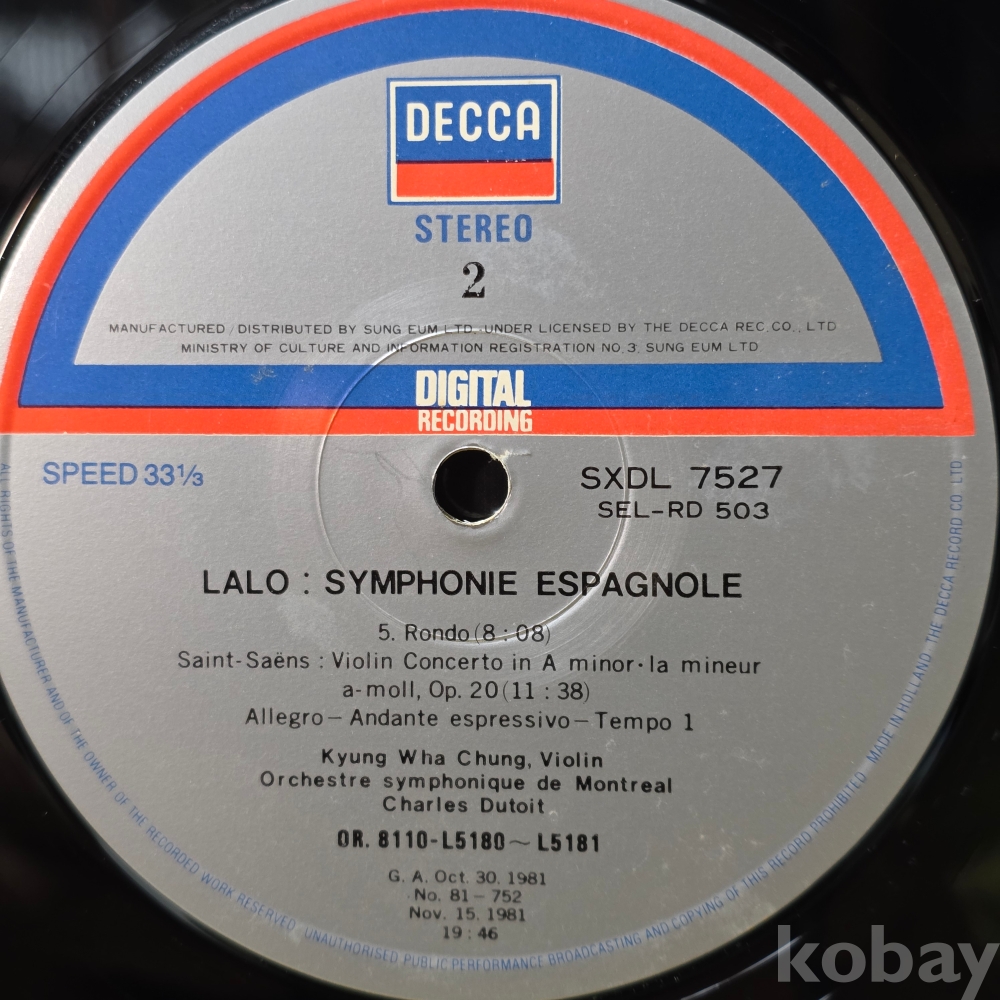 DECCA
STEREO
2
MANUFACTURED / DISTRIBUTED BY SUNG EUM LTD. UNDER LICENSED BY THE DECCA REC. CO., LTD
MINISTRY OF CULTURE AND INFORMATION REGISTRATION NO. 3. SUNG EUM LTD
DIGITAL
RECORDING
SPEED 33⅓
SXDL 7527
SEL-RD 503
LALO : SYMPHONIE ESPAGNOLE
5. Rondo (8 : 08)
Saint-Saëns : Violin Concerto in A minor·la mineur
a-moll, Op. 20 (11 : 38)
Allegro – Andante espressivo – Tempo 1
Kyung Wha Chung, Violin
Orchestre symphonique de Montreal
Charles Dutoit
OR. 8110-L5180~L5181
G. A. Oct. 30. 1981
No. 81 – 752
Nov. 15. 1981
19 : 46
ALL RIGHTS OF THE MANUFACTURER AND OF THE OWNER OF THE RECORDED WORK RESERVED. UNAUTHORISED PUBLIC PERFORMANCE BROADCASTING AND COPYING OF THIS RECORD PROHIBITED. MADE IN HOLLAND · THE DECCA RECORD CO LTD.
kobay